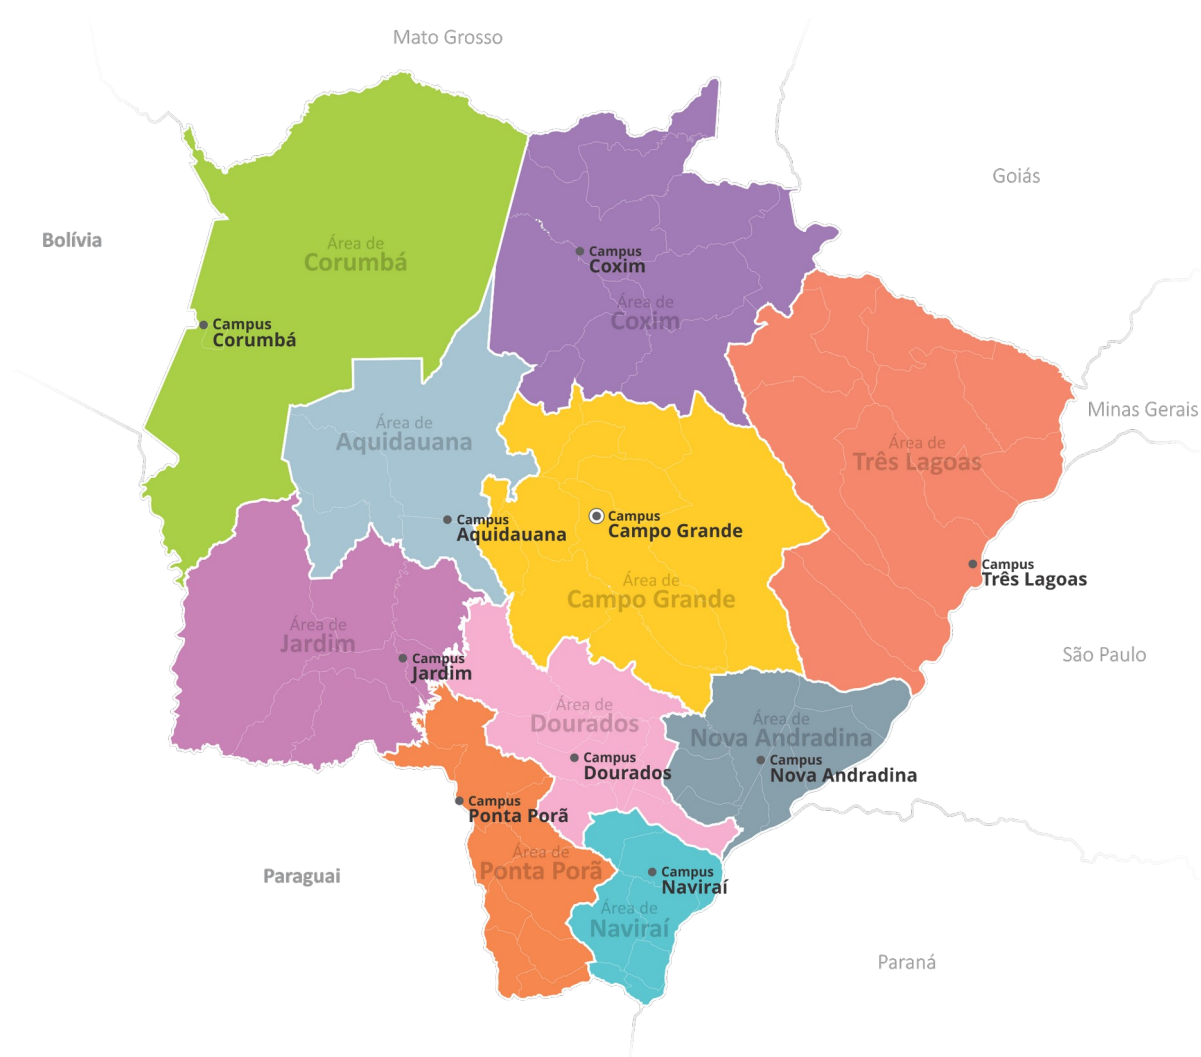 Mato Grosso
Goiás
Bolívia
Área de
Corumbá
Campus
Coxim
Área de
Coxim
Campus
Corumbá
Minas Gerais
Área de
Aquidauana
Área de
Três Lagoas
Campus
Aquidauana
Campus
Campo Grande
Campus
Três Lagoas
Área de
Campo Grande
Área de
Jardim
Campus
Jardim
São Paulo
Área de
Dourados
Área de
Nova Andradina
Campus
Dourados
Campus
Nova Andradina
Campus
Ponta Porã
Área de
Ponta Porã
Paraguai
Campus
Naviraí
Área de
Naviraí
Paraná